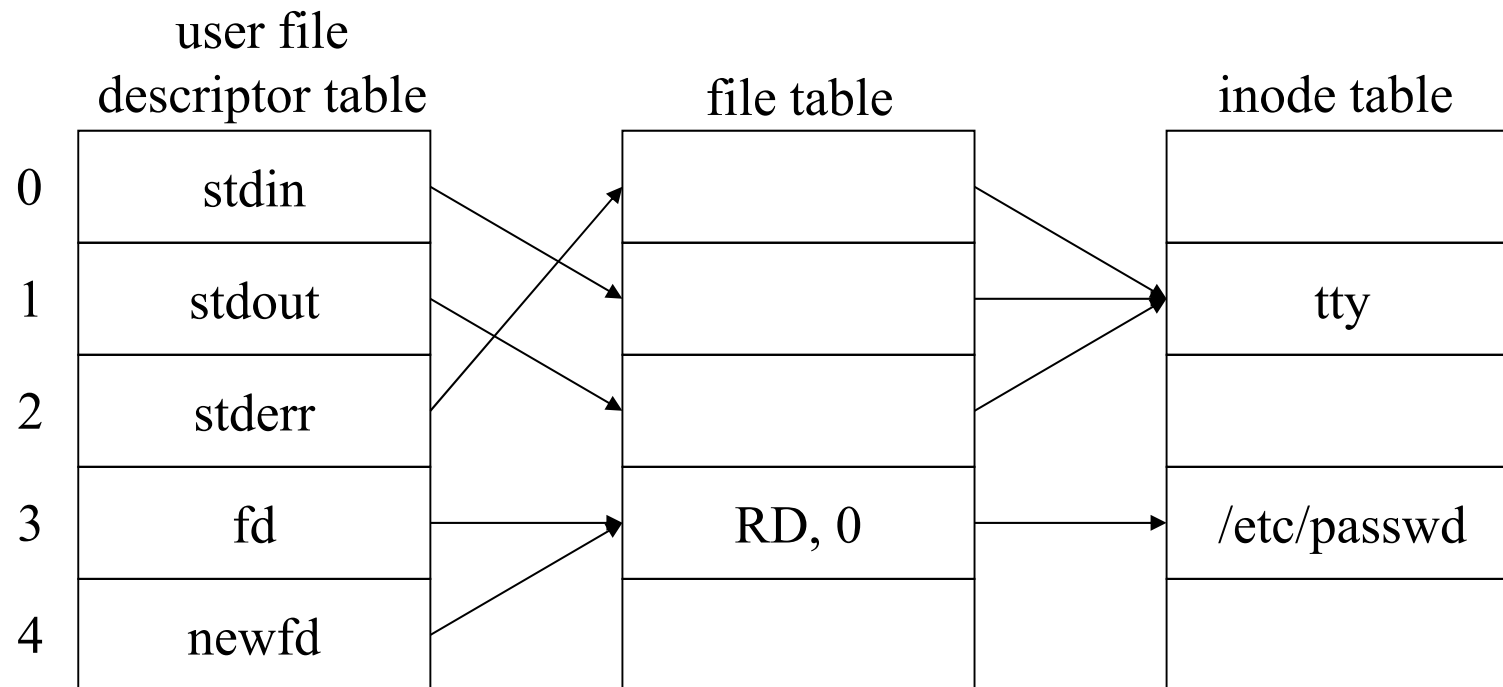 user file
descriptor table
file table
inode table
0
stdin
1
stdout
tty
2
stderr
3
fd
RD, 0
/etc/passwd
4
newfd